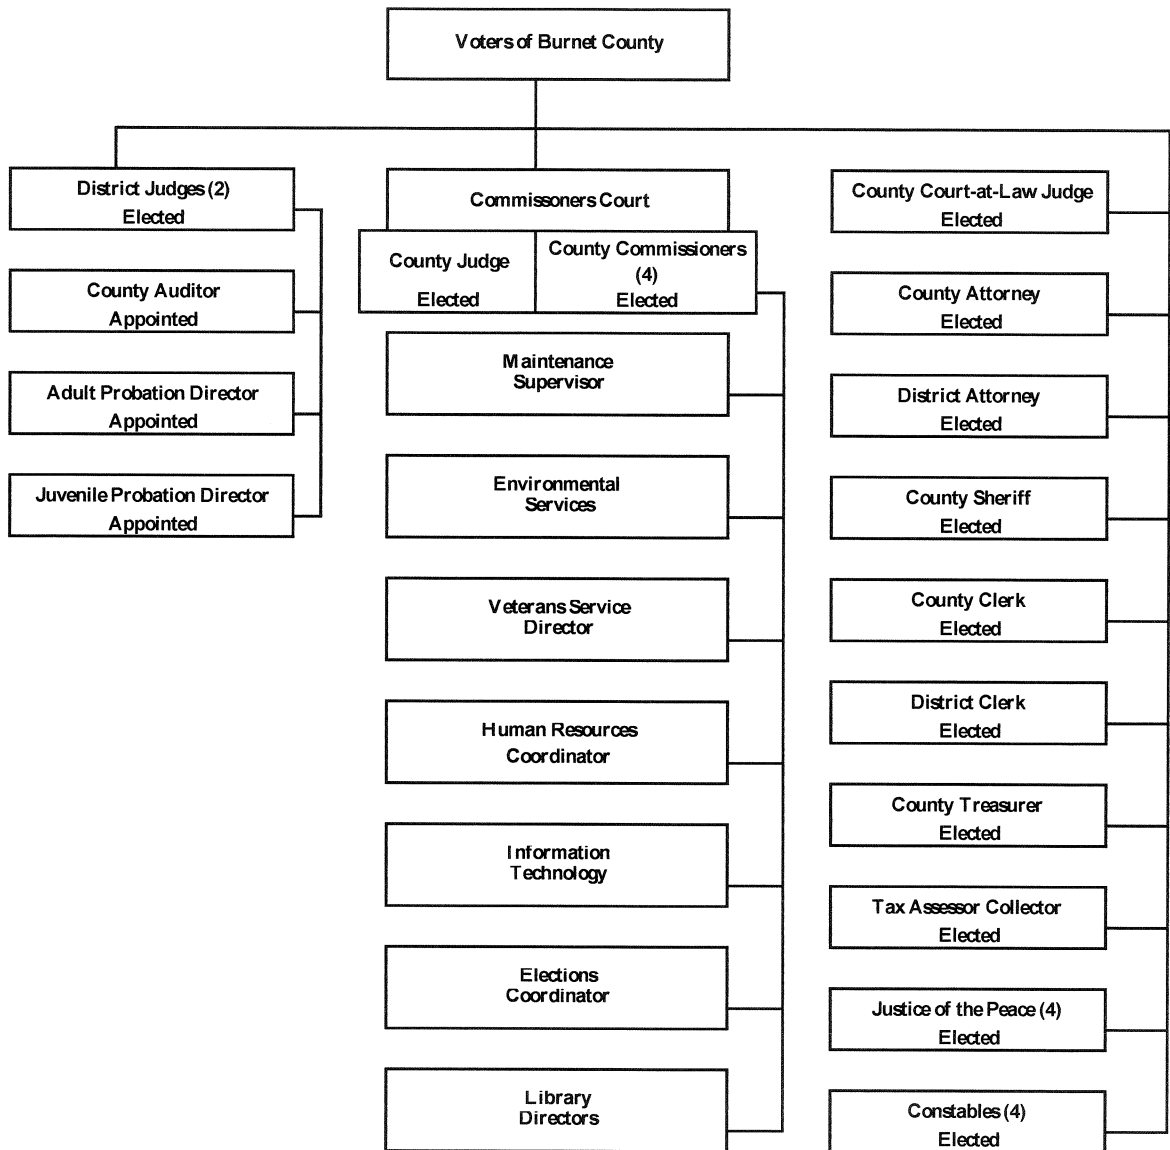 Voters of Burnet County
District Judges (2)
Elected
County Auditor
Appointed
Adult Probation Director
Appointed
Juvenile Probation Director
Appointed
Commissoners Court
County Judge
Elected
County Commissioners
(4)
Elected
Maintenance
Supervisor
Environmental
Services
Veterans Service
Director
Human Resources
Coordinator
Information
Technology
Elections
Coordinator
Library
Directors
County Court-at-Law Judge
Elected
County Attorney
Elected
District Attorney
Elected
County Sheriff
Elected
County Clerk
Elected
District Clerk
Elected
County Treasurer
Elected
Tax Assessor Collector
Elected
Justice of the Peace (4)
Elected
Constables (4)
Elected